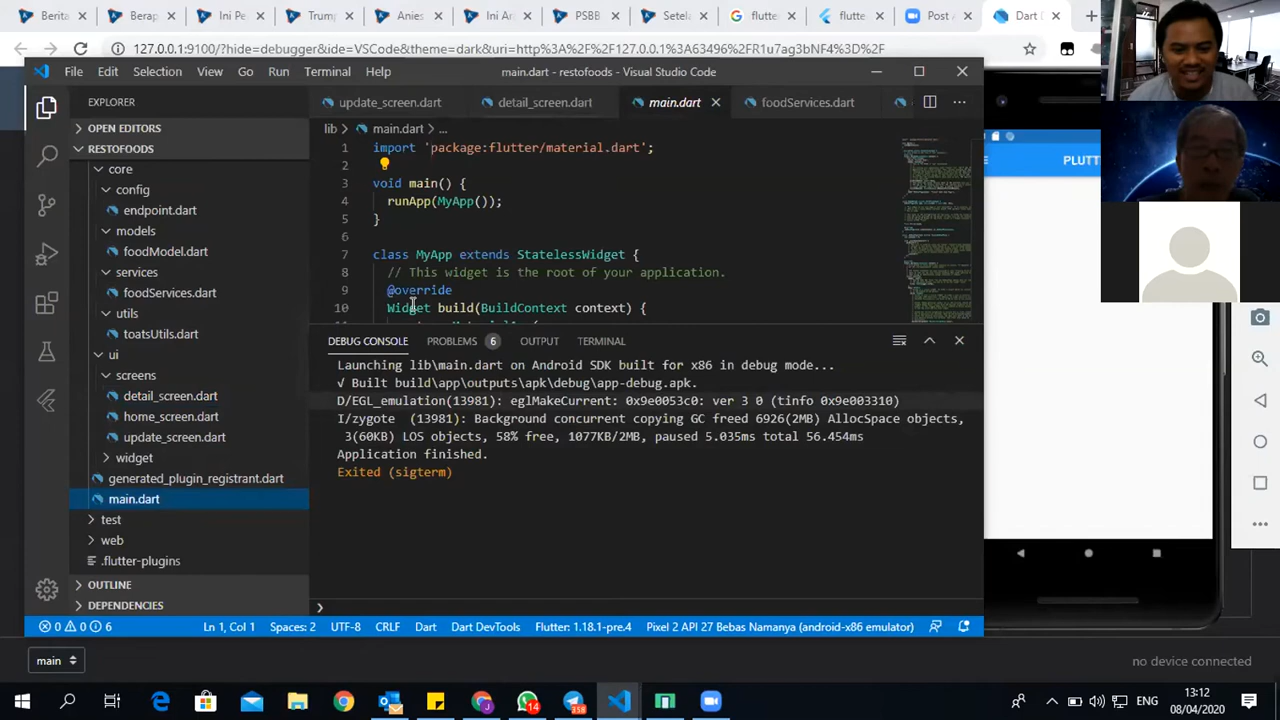 Berita
Berap
Ini Pe
Trump
Anies
Ini Ar
PSBB
Setela
flutte
flutte
Post A
Dart D
127.0.0.1:9100/?hide=debugger&ide=VSCode&theme=dark&uri=http%3A%2F%2F127.0.0.1%3A63496%2FR1u7ag3bNF4%3D%2F
File Edit Selection View Go Run Terminal Help
main.dart - restofoods - Visual Studio Code
EXPLORER
OPEN EDITORS
RESTOFOODS
core
config
endpoint.dart
models
foodModel.dart
services
foodServices.dart
utils
toatsUtils.dart
ui
screens
detail_screen.dart
home_screen.dart
update_screen.dart
widget
generated_plugin_registrant.dart
main.dart
test
web
.flutter-plugins
OUTLINE
DEPENDENCIES
update_screen.dart
detail_screen.dart
main.dart
foodServices.dart
lib > main.dart > ...
1 import 'package:flutter/material.dart';
2
3 void main() {
4 runApp(MyApp());
5 }
6
7 class MyApp extends StatelessWidget {
8 // This widget is the root of your application.
9 @override
10 Widget build(BuildContext context) {
DEBUG CONSOLE PROBLEMS 6 OUTPUT TERMINAL
Launching lib\main.dart on Android SDK built for x86 in debug mode...
√ Built build\app\outputs\apk\debug\app-debug.apk.
D/EGL_emulation(13981): eglMakeCurrent: 0x9e0053c0: ver 3 0 (tinfo 0x9e003310)
I/zygote (13981): Background concurrent copying GC freed 6926(2MB) AllocSpace objects,
3(60KB) LOS objects, 58% free, 1077KB/2MB, paused 5.035ms total 56.454ms
Application finished.
Exited (sigterm)
0 0 6
Ln 1, Col 1 Spaces: 2 UTF-8 CRLF Dart Dart DevTools Flutter: 1.18.1-pre.4 Pixel 2 API 27 Bebas Namanya (android-x86 emulator)
PLUTT
main
no device connected
14
358
ENG
13:12
08/04/2020